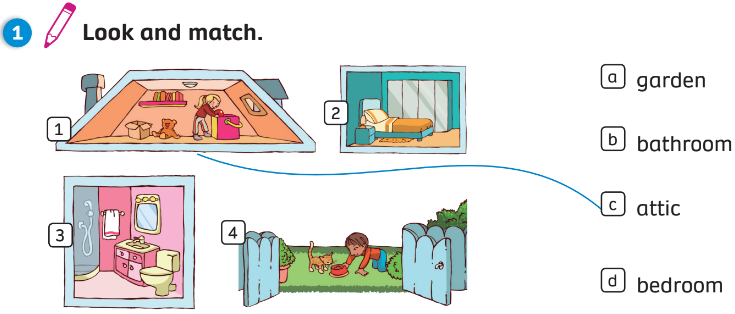 1 Look and match.
1
2
3
4
a garden
b bathroom
c attic
d bedroom